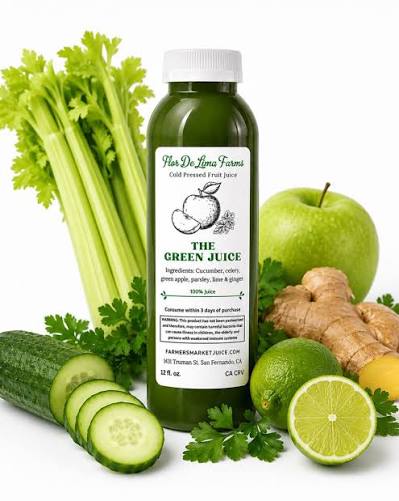 Flor De Lima Farms
Cold Pressed Fruit Juice
THE
GREEN JUICE
Ingredients: Cucumber, celery,
green apple, parsley, lime & ginger
100% Juice
Consume within 3 days of purchase
WARNING: This product has not been pasteurized
and therefore, may contain harmful bacteria that
can cause illness in children, the elderly and
persons with weakened immune systems
FARMERSMARKETJUICE.COM
1431 Truman St. San Fernando, CA
12 fl. oz.
CA CRV